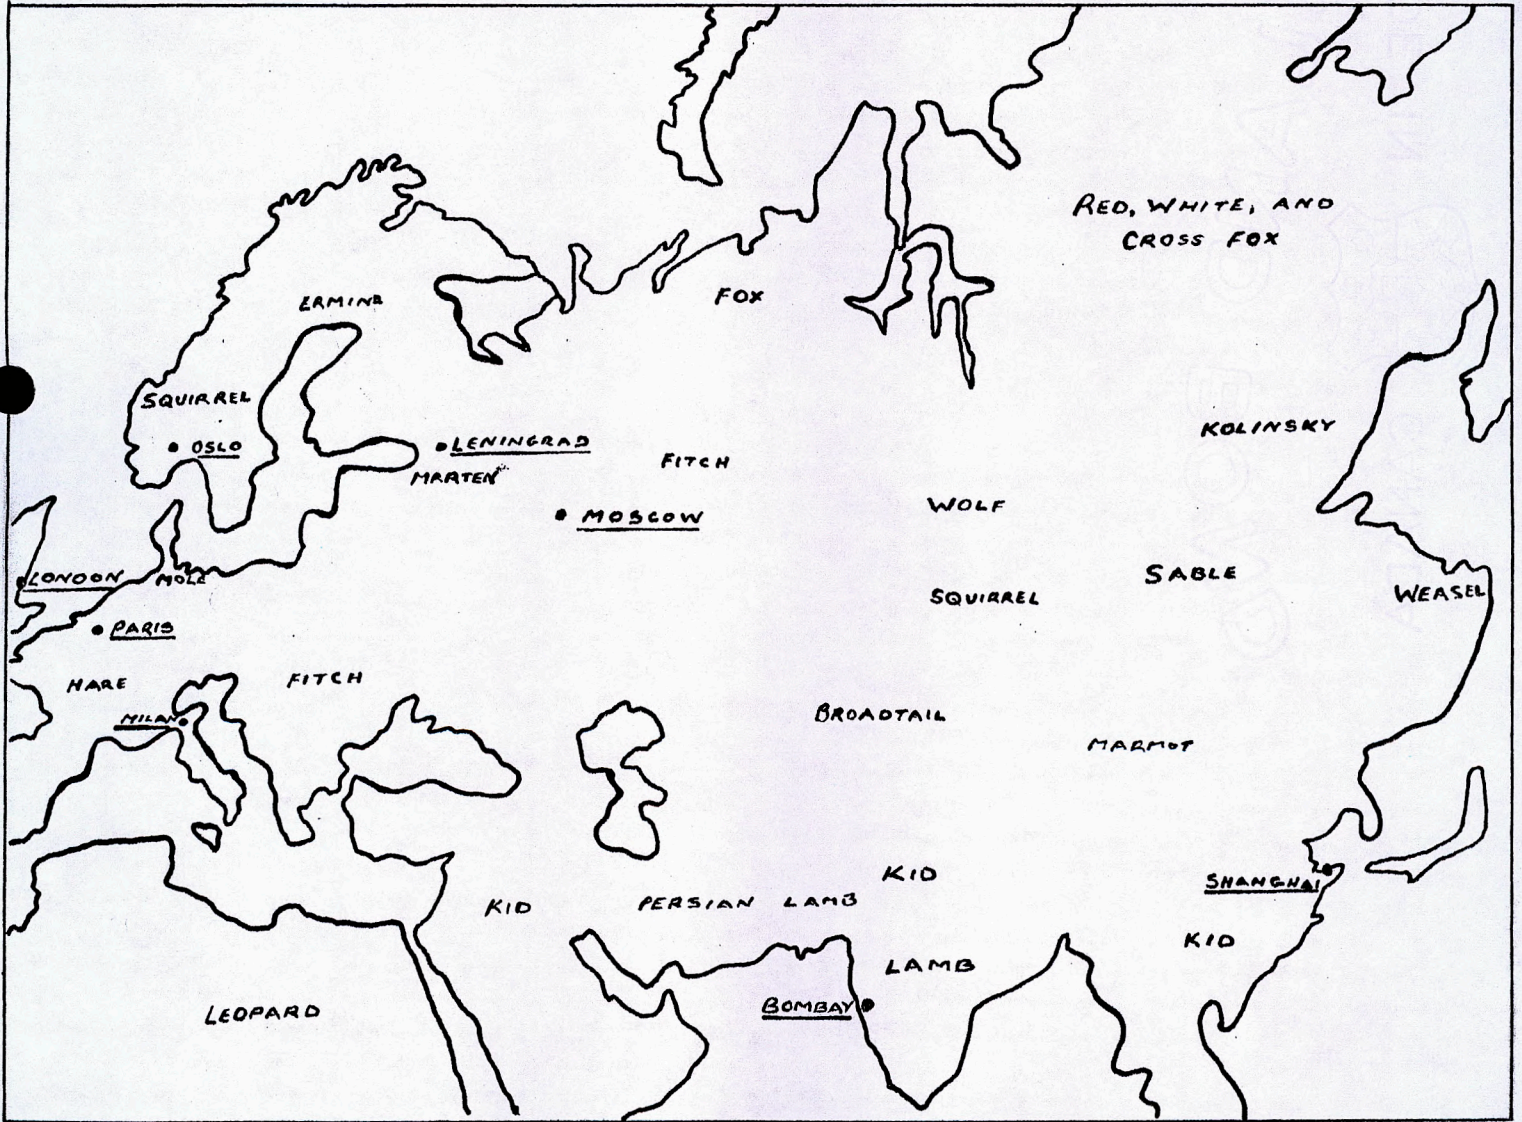 RED, WHITE, AND
CROSS FOX
FOX
ERMINE
SQUIRREL
OSLO
LENINGRAD
MARTEN
FITCH
KOLINSKY
WOLF
MOSCOW
SABLE
WEASEL
SQUIRREL
LONDON
MOLE
PARIS
HARE
FITCH
MILAN
BROADTAIL
MARMOT
KID
SHANGHAI
KID
PERSIAN LAMB
KID
LAMB
BOMBAY
LEOPARD